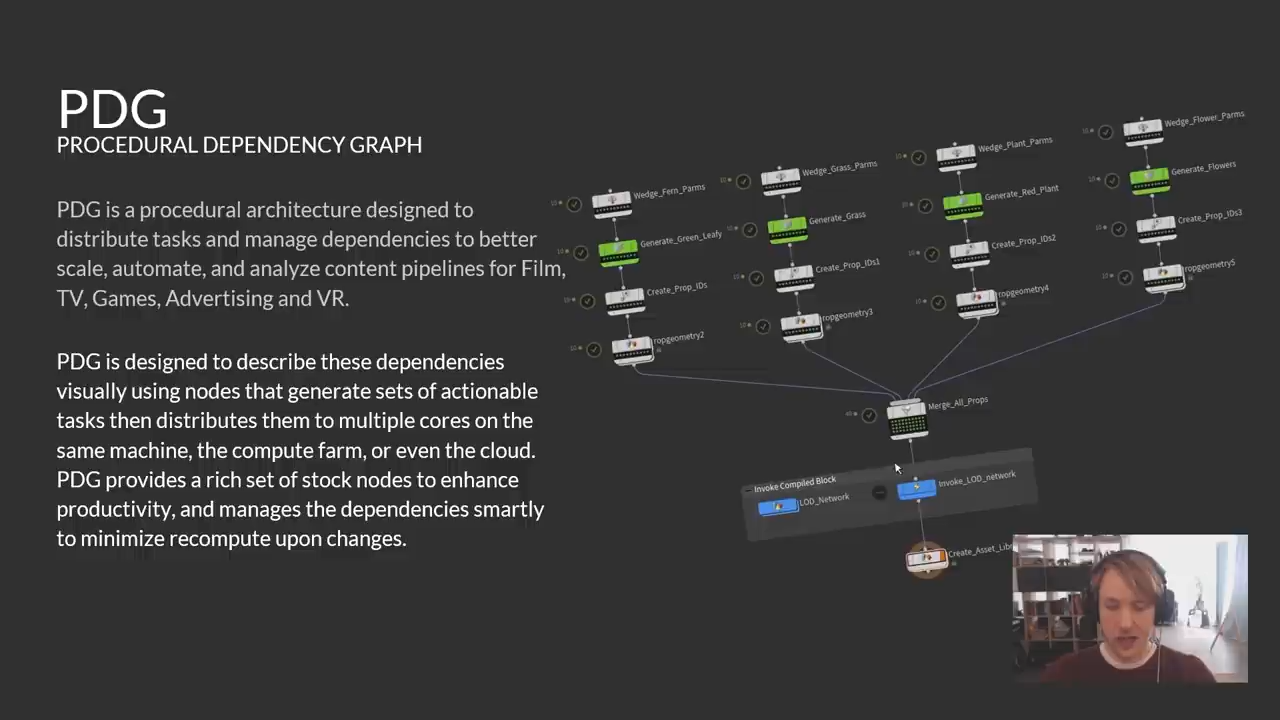 PDG
PROCEDURAL DEPENDENCY GRAPH
PDG is a procedural architecture designed to
distribute tasks and manage dependencies to better
scale, automate, and analyze content pipelines for Film,
TV, Games, Advertising and VR.
PDG is designed to describe these dependencies
visually using nodes that generate sets of actionable
tasks then distributes them to multiple cores on the
same machine, the compute farm, or even the cloud.
PDG provides a rich set of stock nodes to enhance
productivity, and manages the dependencies smartly
to minimize recompute upon changes.
Wedge_Fern_Parms
Generate_Green_Leafy
Create_Prop_IDs
ropgeometry2
Wedge_Grass_Parms
Generate_Grass
Create_Prop_IDs1
ropgeometry3
Wedge_Plant_Parms
Generate_Red_Plant
Create_Prop_IDs2
ropgeometry4
Wedge_Flower_Parms
Generate_Flowers
Create_Prop_IDs3
ropgeometry5
Merge_All_Props
Invoke Compiled Block
LOD_Network
Invoke_LOD_network
Create_Asset_Lib